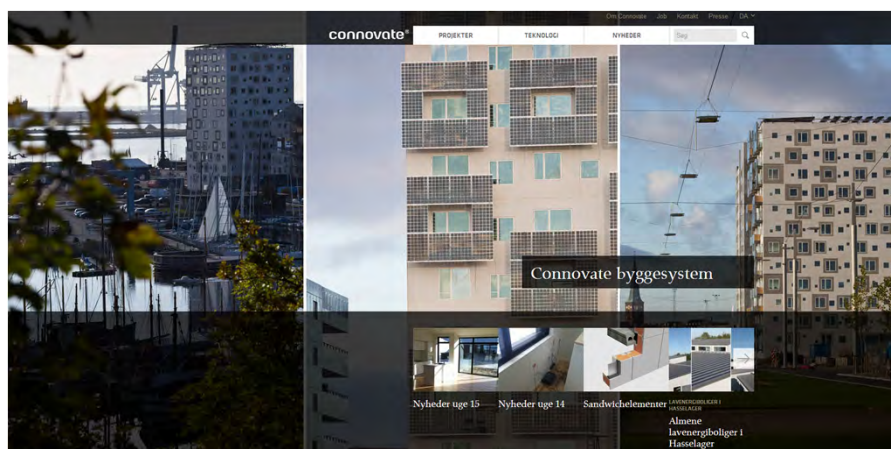 Om Connovate Job Kontakt Presse DA
connovate®
PROJEKTER TEKNOLOGI NYHEDER Søg
Connovate byggesystem
Nyheder uge 15
Nyheder uge 14
Sandwichelementer
LAVENERGIBOLIGER I
HASSELAGER
Almene
lavenergiboliger i
Hasselager